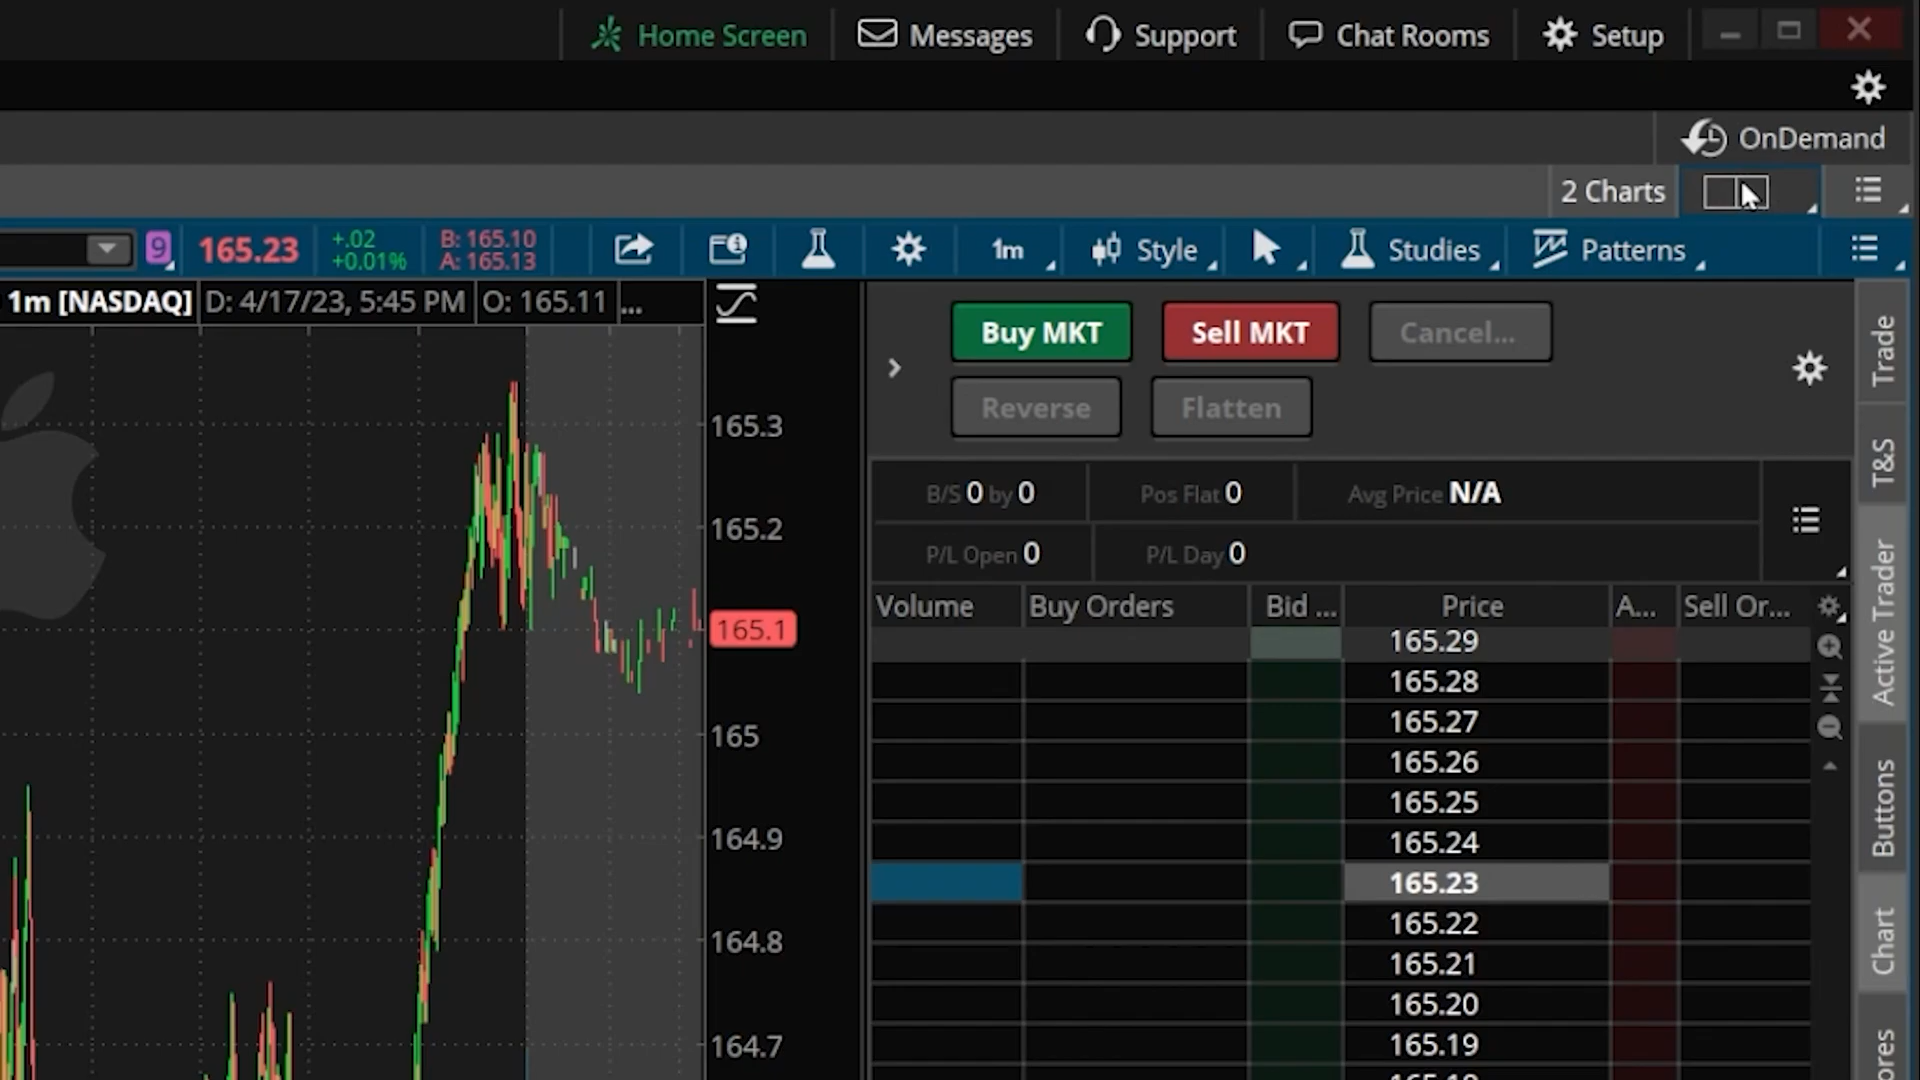 Home Screen Messages Support Chat Rooms Setup
OnDemand
2 Charts
9 165.23 +.02 B: 165.10 1m Style Studies Patterns
+0.01% A: 165.13
1m [NASDAQ] D: 4/17/23, 5:45 PM O: 165.11 ...
165.3
165.2
165.1
165
164.9
164.8
164.7
Buy MKT Sell MKT Cancel...
Reverse Flatten
B/S 0 by 0 Pos Flat 0 Avg Price N/A
P/L Open 0 P/L Day 0
Volume Buy Orders Bid ... Price A... Sell Or...
165.29
165.28
165.27
165.26
165.25
165.24
165.23
165.22
165.21
165.20
165.19
Trade
T&S
Active Trader
Buttons
Chart